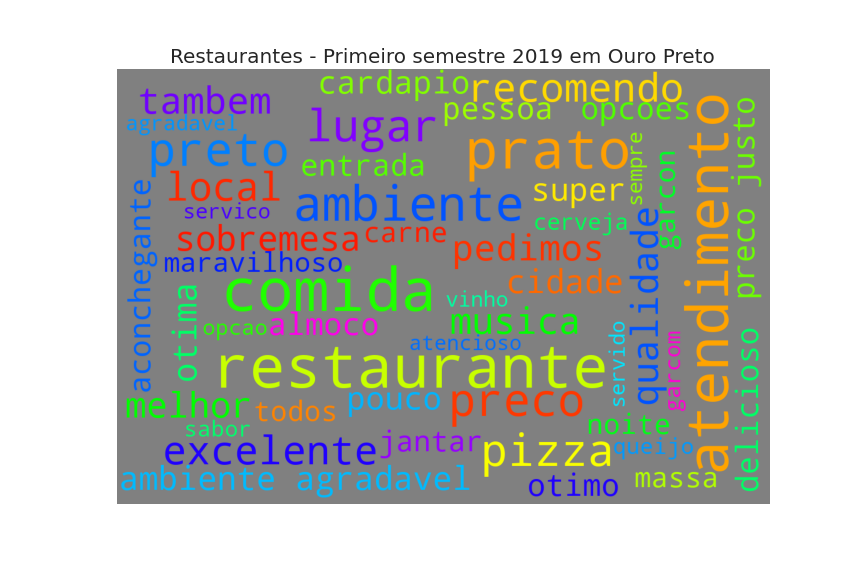 Restaurantes - Primeiro semestre 2019 em Ouro Preto
cardapio
recomendo
tambem
pessoa
opcoes
agradavel
lugar
preto
prato
entrada
local
super
sempre
garcon
preco justo
servico
ambiente
cerveja
sobremesa
carne
pedimos
maravilhoso
aconchegante
comida
cidade
qualidade
atendimento
otima
vinho
opcao
almoco
musica
atencioso
servido
garcom
restaurante
melhor
todos
pouco
preco
delicioso
sabor
noite
excelente
jantar
pizza
queijo
ambiente agradavel
otimo
massa